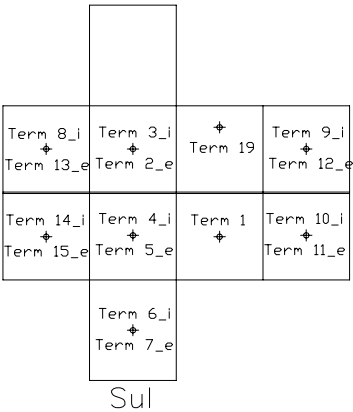 Term 8_i
Term 13_e
Term 3_i
Term 2_e
Term 19
Term 9_i
Term 12_e
Term 14_i
Term 15_e
Term 4_i
Term 5_e
Term 1
Term 10_i
Term 11_e
Term 6_i
Term 7_e
Sul